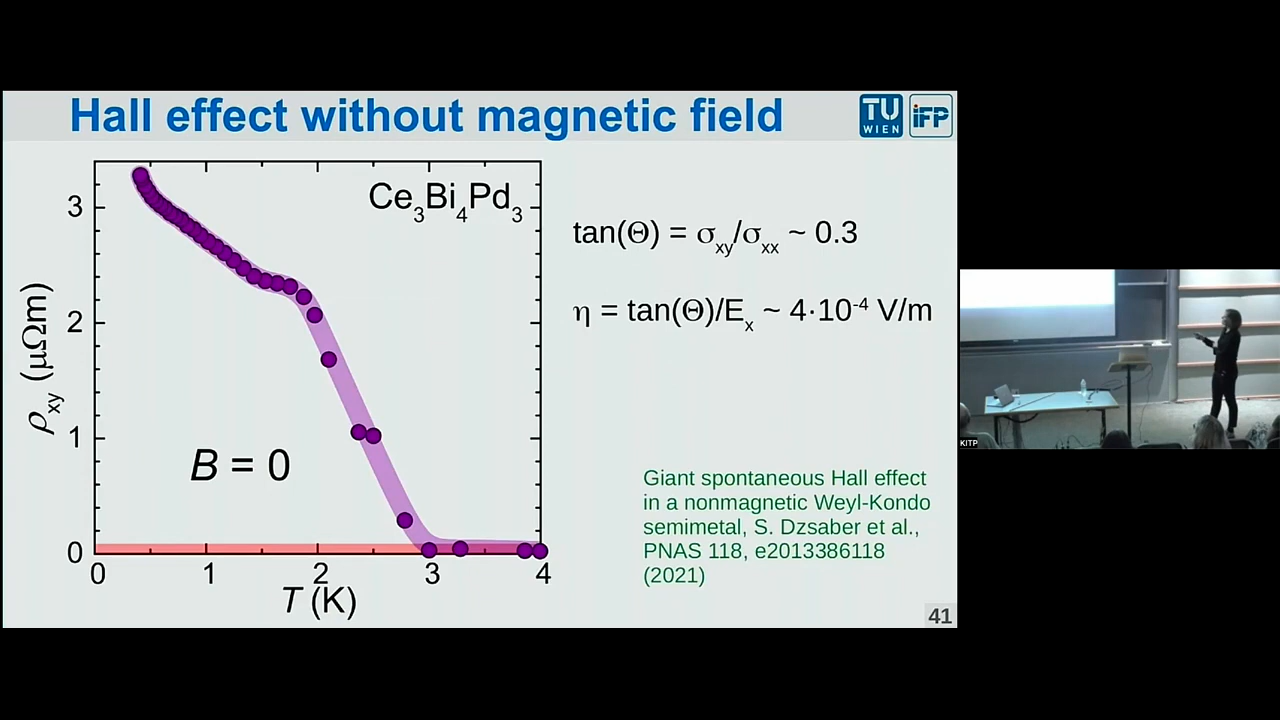 Hall effect without magnetic field
TU
WIEN
iFP
Ce₃Bi₄Pd₃
3
2
1
0
ρxy (μΩm)
B = 0
0 1 2 3 4
T (K)
tan(Θ) = σxy/σxx ~ 0.3
η = tan(Θ)/Ex ~ 4·10⁻⁴ V/m
Giant spontaneous Hall effect
in a nonmagnetic Weyl-Kondo
semimetal, S. Dzsaber et al.,
PNAS 118, e2013386118
(2021)
41
KITP